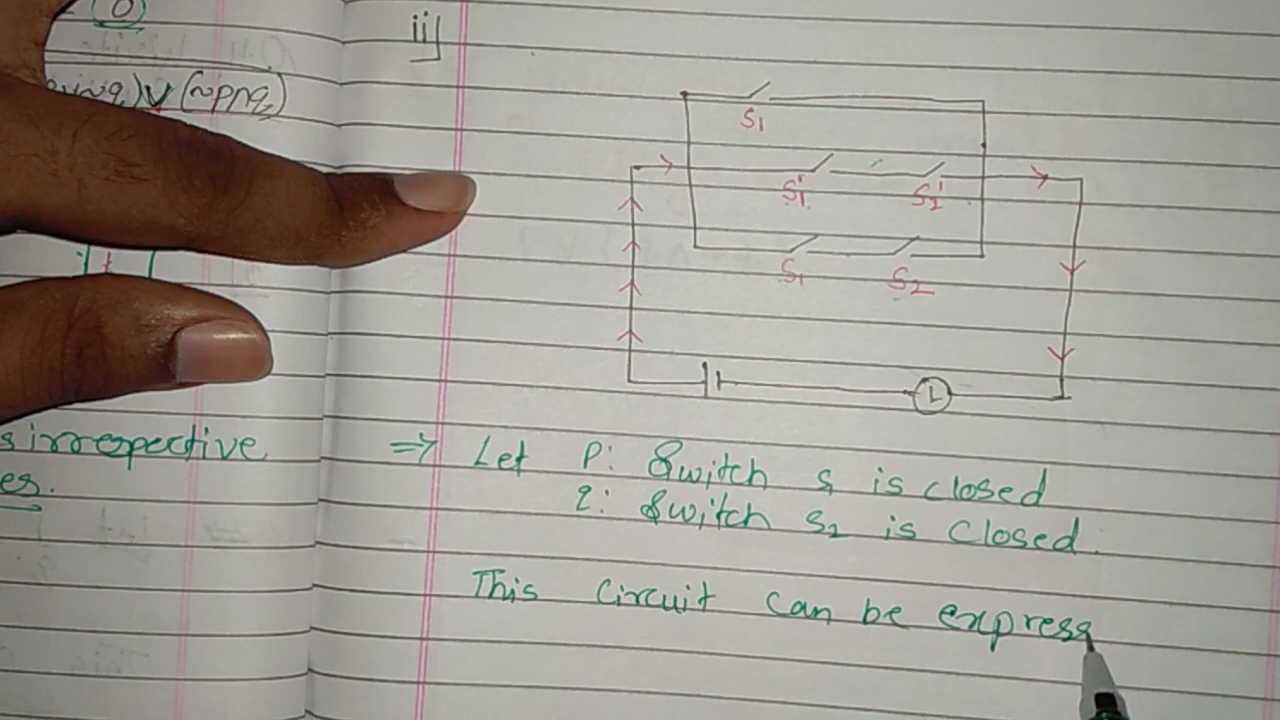 ii]
S1
S1' S2'
S1 S2
L
∨(~p∧q)
s irrespective
es.
⇒ Let p: Switch S1 is closed
q: Switch S2 is closed.
This circuit can be express